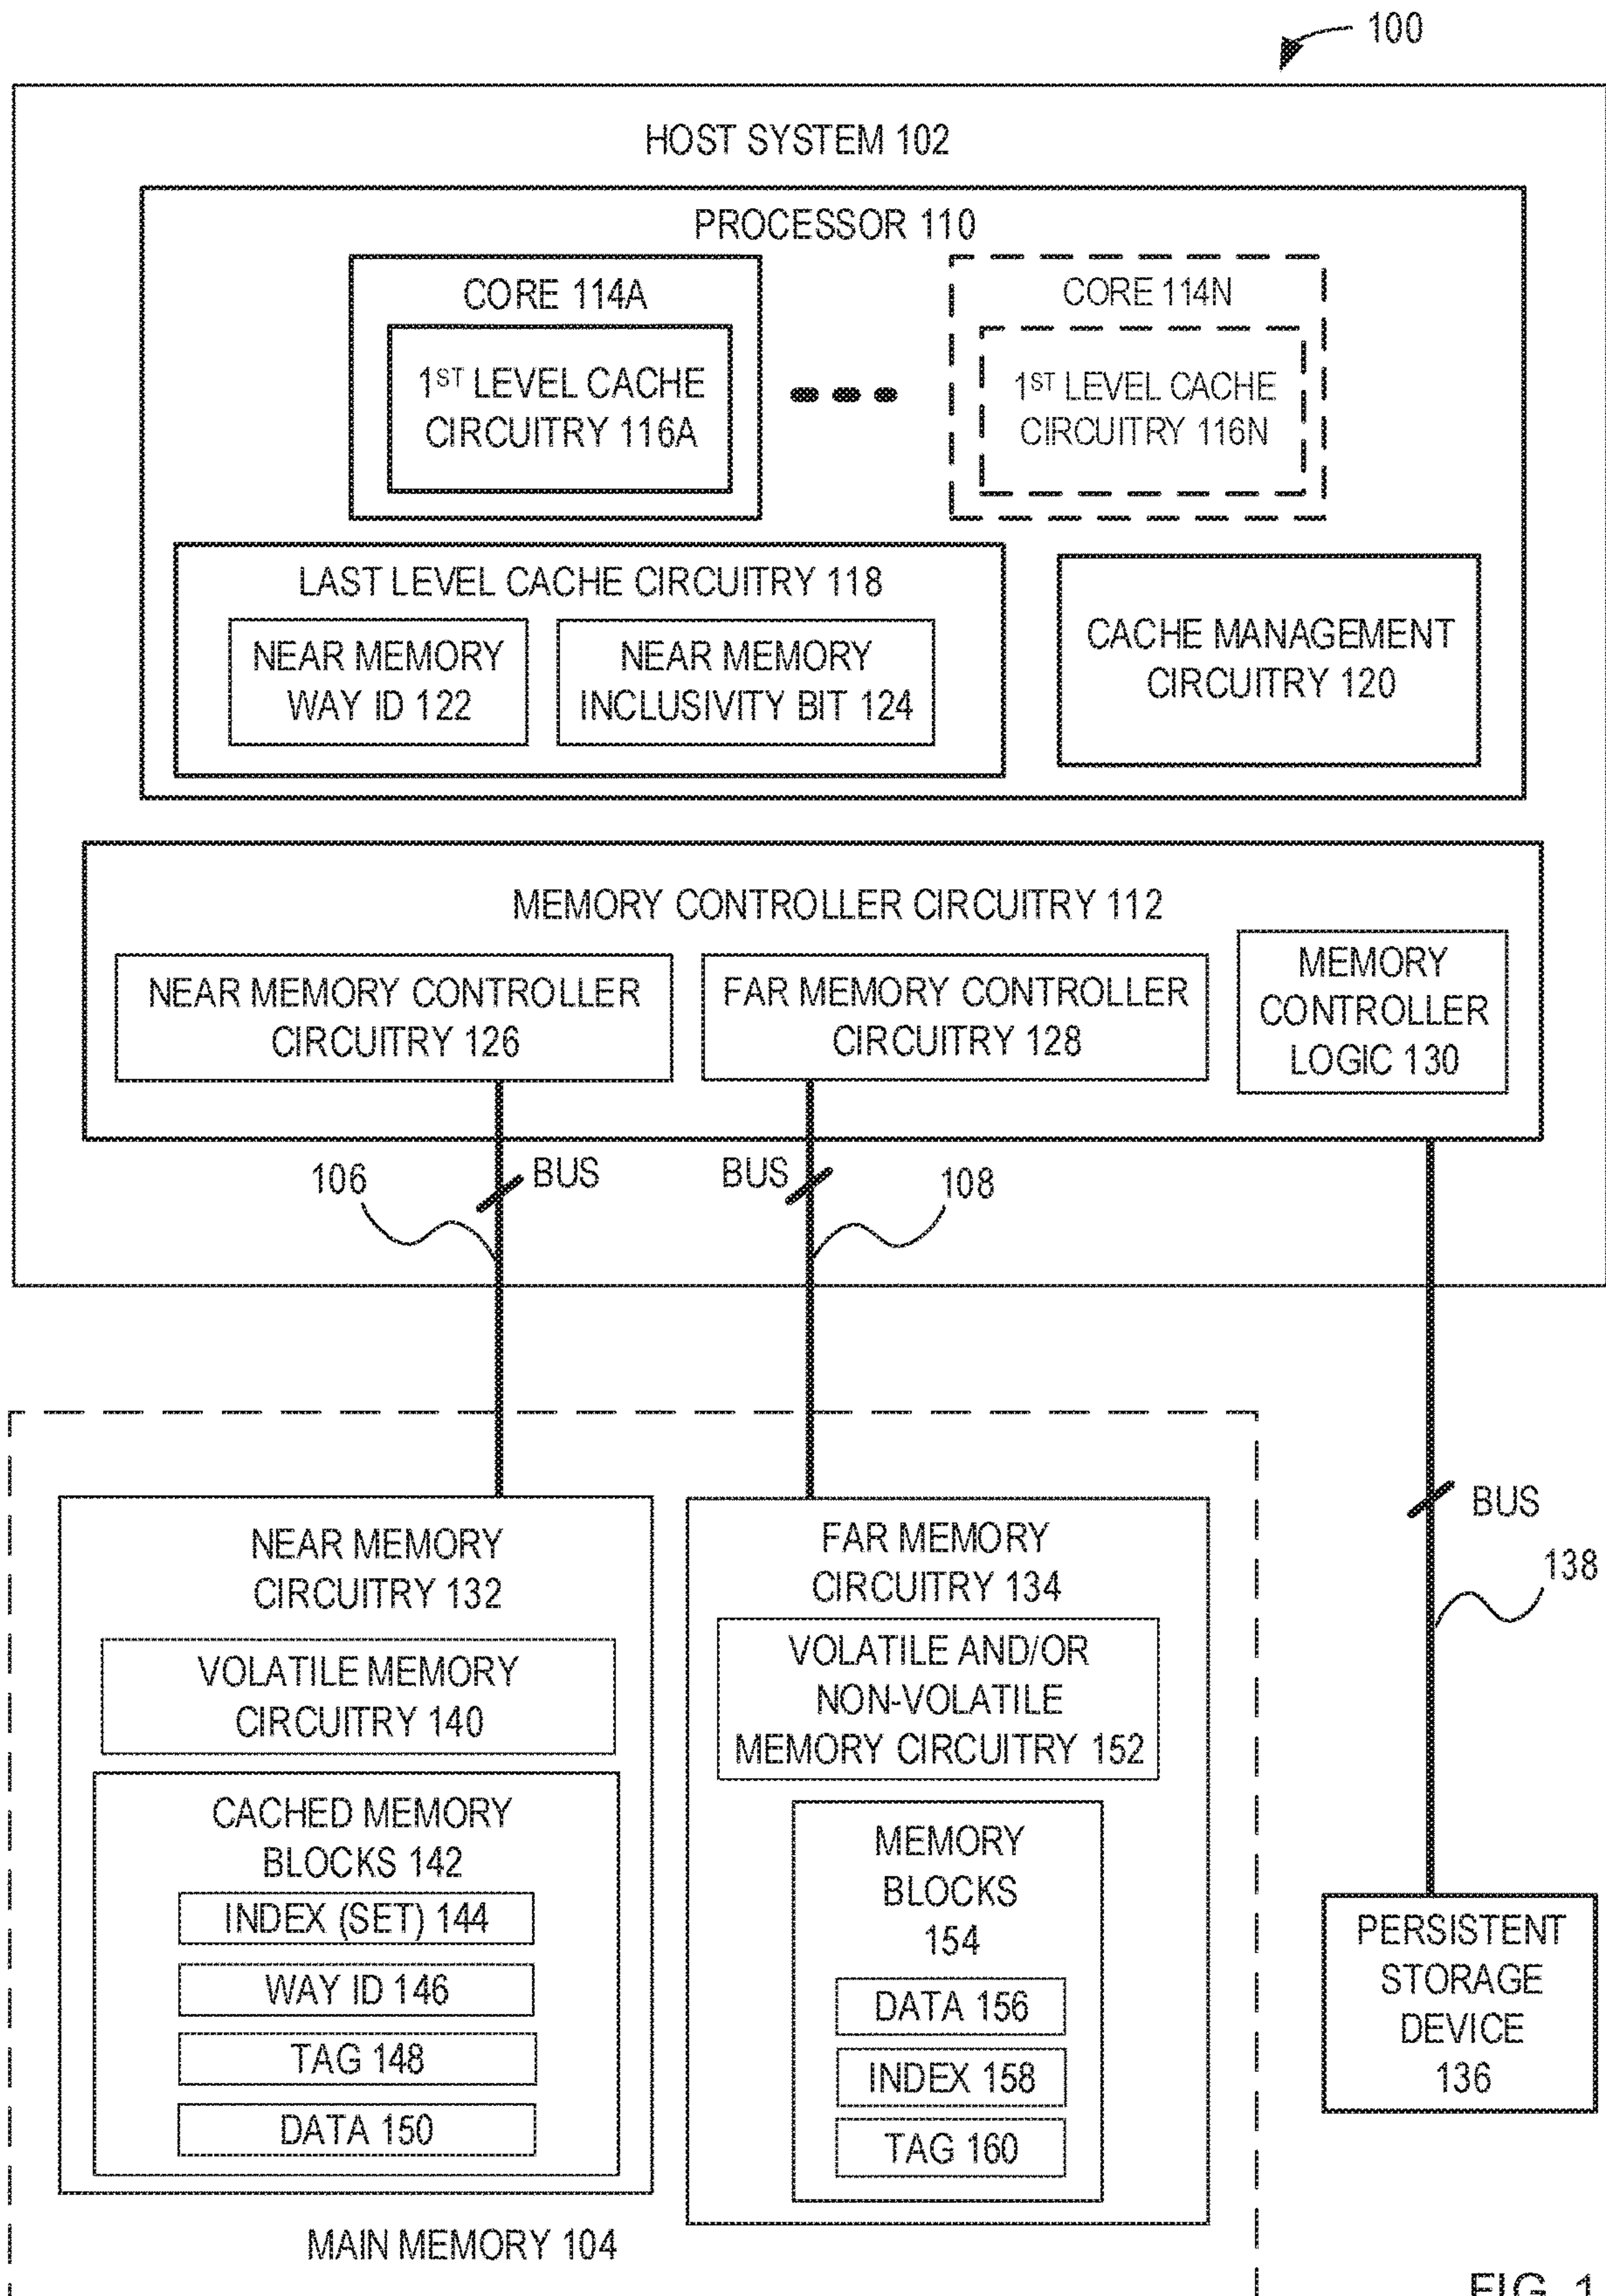 100
HOST SYSTEM 102
PROCESSOR 110
CORE 114A
1ST LEVEL CACHE
CIRCUITRY 116A
CORE 114N
1ST LEVEL CACHE
CIRCUITRY 116N
LAST LEVEL CACHE CIRCUITRY 118
NEAR MEMORY
WAY ID 122
NEAR MEMORY
INCLUSIVITY BIT 124
CACHE MANAGEMENT
CIRCUITRY 120
MEMORY CONTROLLER CIRCUITRY 112
NEAR MEMORY CONTROLLER
CIRCUITRY 126
FAR MEMORY CONTROLLER
CIRCUITRY 128
MEMORY
CONTROLLER
LOGIC 130
106
BUS
BUS
108
NEAR MEMORY
CIRCUITRY 132
VOLATILE MEMORY
CIRCUITRY 140
CACHED MEMORY
BLOCKS 142
INDEX (SET) 144
WAY ID 146
TAG 148
DATA 150
FAR MEMORY
CIRCUITRY 134
VOLATILE AND/OR
NON-VOLATILE
MEMORY CIRCUITRY 152
MEMORY
BLOCKS
154
DATA 156
INDEX 158
TAG 160
BUS
138
PERSISTENT
STORAGE
DEVICE
136
MAIN MEMORY 104
FIG. 1